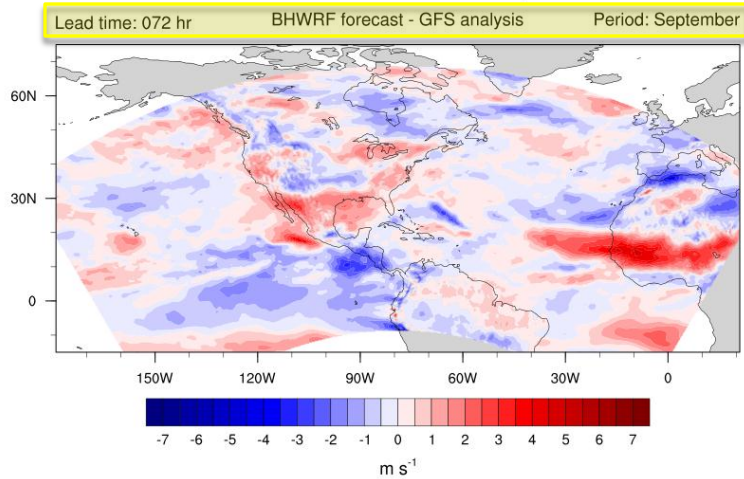 Lead time: 072 hr BHWRF forecast - GFS analysis Period: September
60N
30N
0
150W 120W 90W 60W 30W 0
-7 -6 -5 -4 -3 -2 -1 0 1 2 3 4 5 6 7
m s⁻¹